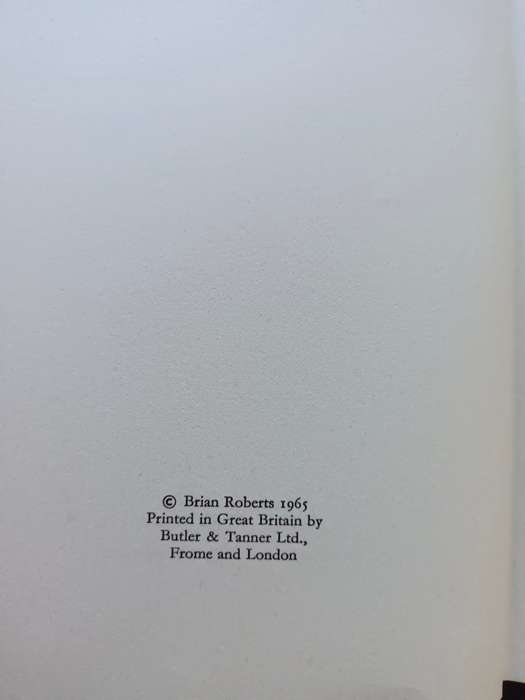 © Brian Roberts 1965
Printed in Great Britain by
Butler & Tanner Ltd.,
Frome and London